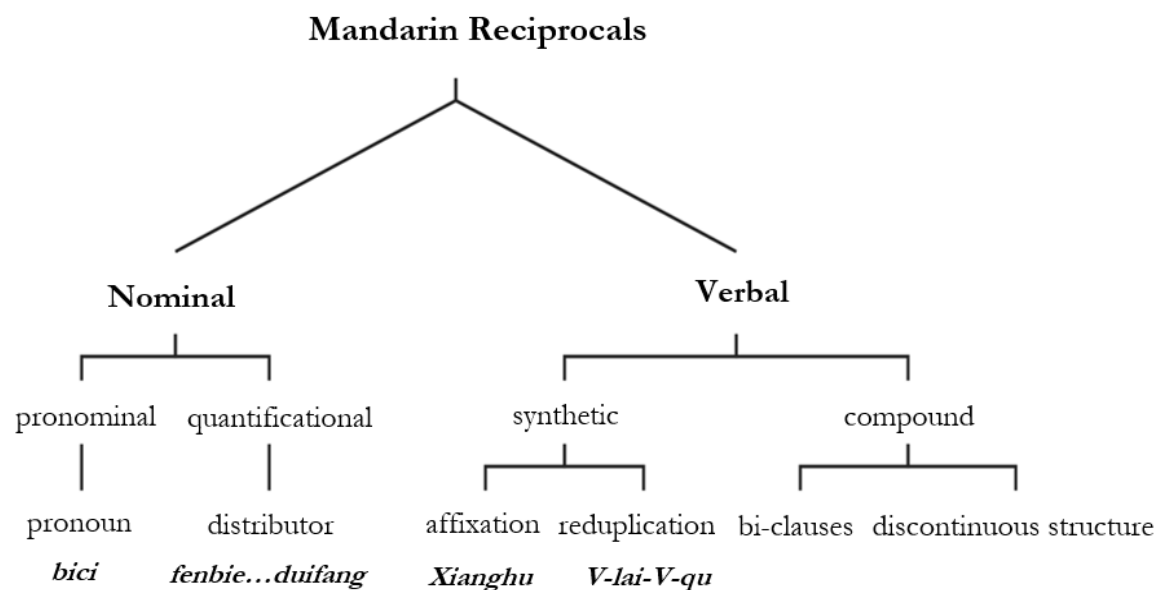 Mandarin Reciprocals
Nominal
Verbal
pronominal
quantificational
synthetic
compound
pronoun
distributor
affixation
reduplication
bi-clauses
discontinuous structure
bici
fenbie…duifang
Xianghu
V-lai-V-qu